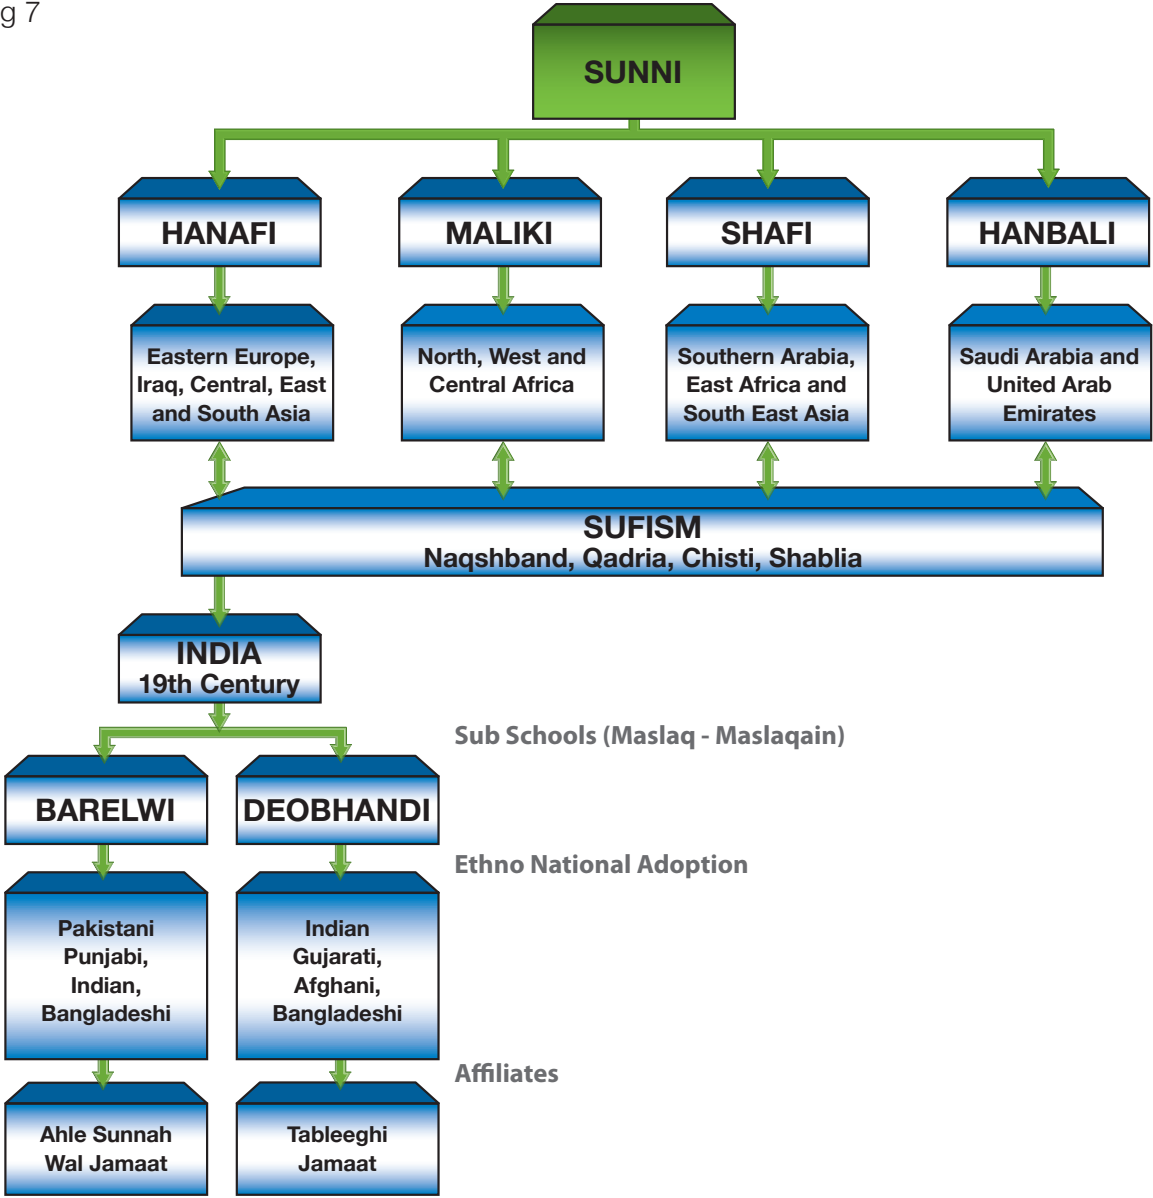 g 7
SUNNI
HANAFI
MALIKI
SHAFI
HANBALI
Eastern Europe,
Iraq, Central, East
and South Asia
North, West and
Central Africa
Southern Arabia,
East Africa and
South East Asia
Saudi Arabia and
United Arab
Emirates
SUFISM
Naqshband, Qadria, Chisti, Shablia
INDIA
19th Century
Sub Schools (Maslaq - Maslaqain)
BARELWI
DEOBHANDI
Ethno National Adoption
Pakistani
Punjabi,
Indian,
Bangladeshi
Indian
Gujarati,
Afghani,
Bangladeshi
Affiliates
Ahle Sunnah
Wal Jamaat
Tableeghi
Jamaat